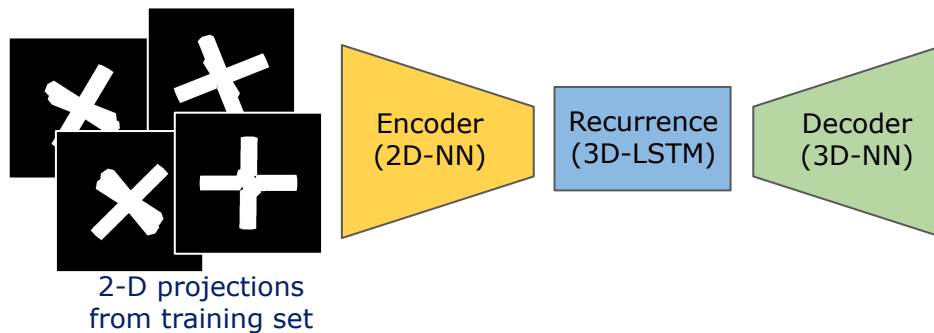 Encoder
(2D-NN)
Recurrence
(3D-LSTM)
Decoder
(3D-NN)
2-D projections
from training set